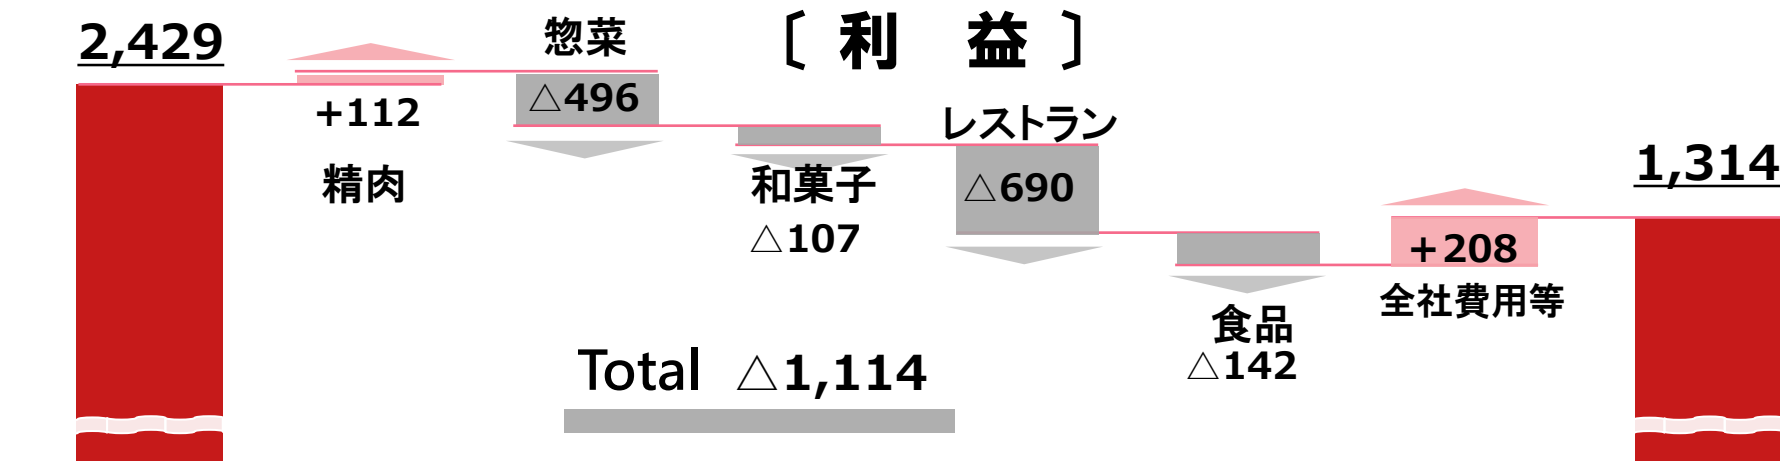 〔 利 益 〕
2,429
+112
精肉
惣菜
△496
和菓子
△107
レストラン
△690
食品
△142
+208
全社費用等
1,314
Total △1,114